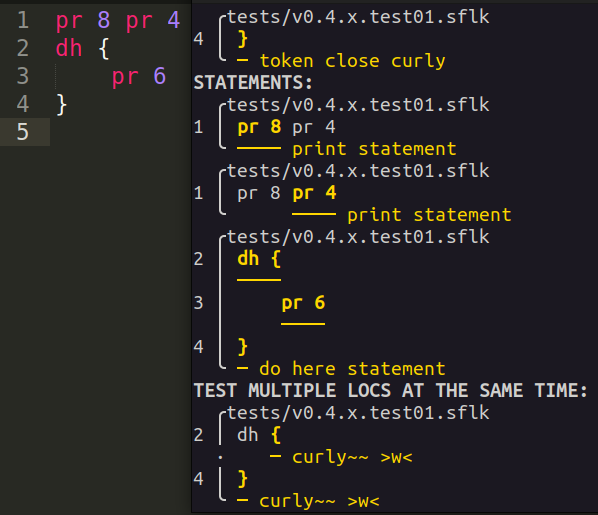 1 pr 8 pr 4
2 dh {
3 pr 6
4 }
5
tests/v0.4.x.test01.sflk
4 }
token close curly
STATEMENTS:
tests/v0.4.x.test01.sflk
1 pr 8 pr 4
print statement
tests/v0.4.x.test01.sflk
1 pr 8 pr 4
print statement
tests/v0.4.x.test01.sflk
2 dh {
3 pr 6
4 }
do here statement
TEST MULTIPLE LOCS AT THE SAME TIME:
tests/v0.4.x.test01.sflk
2 dh {
. curly~~ >w<
4 }
curly~~ >w<